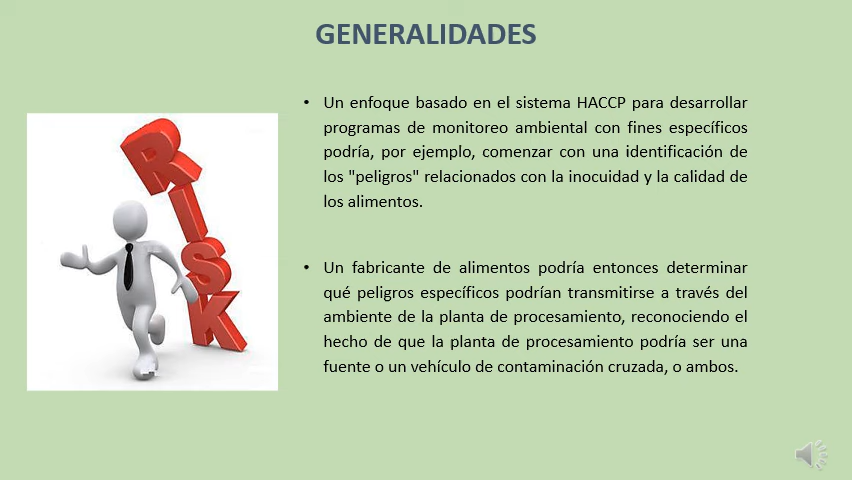 GENERALIDADES
• Un enfoque basado en el sistema HACCP para desarrollar
programas de monitoreo ambiental con fines específicos
podría, por ejemplo, comenzar con una identificación de
los "peligros" relacionados con la inocuidad y la calidad de
los alimentos.
• Un fabricante de alimentos podría entonces determinar
qué peligros específicos podrían transmitirse a través del
ambiente de la planta de procesamiento, reconociendo el
hecho de que la planta de procesamiento podría ser una
fuente o un vehículo de contaminación cruzada, o ambos.
RISK